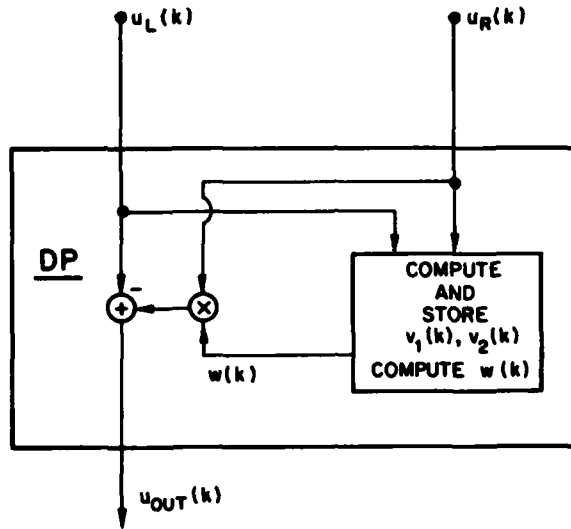 u_L(k)
u_R(k)
DP
COMPUTE
AND
STORE
v_1(k), v_2(k)
COMPUTE w(k)
-
+
×
w(k)
u_OUT(k)